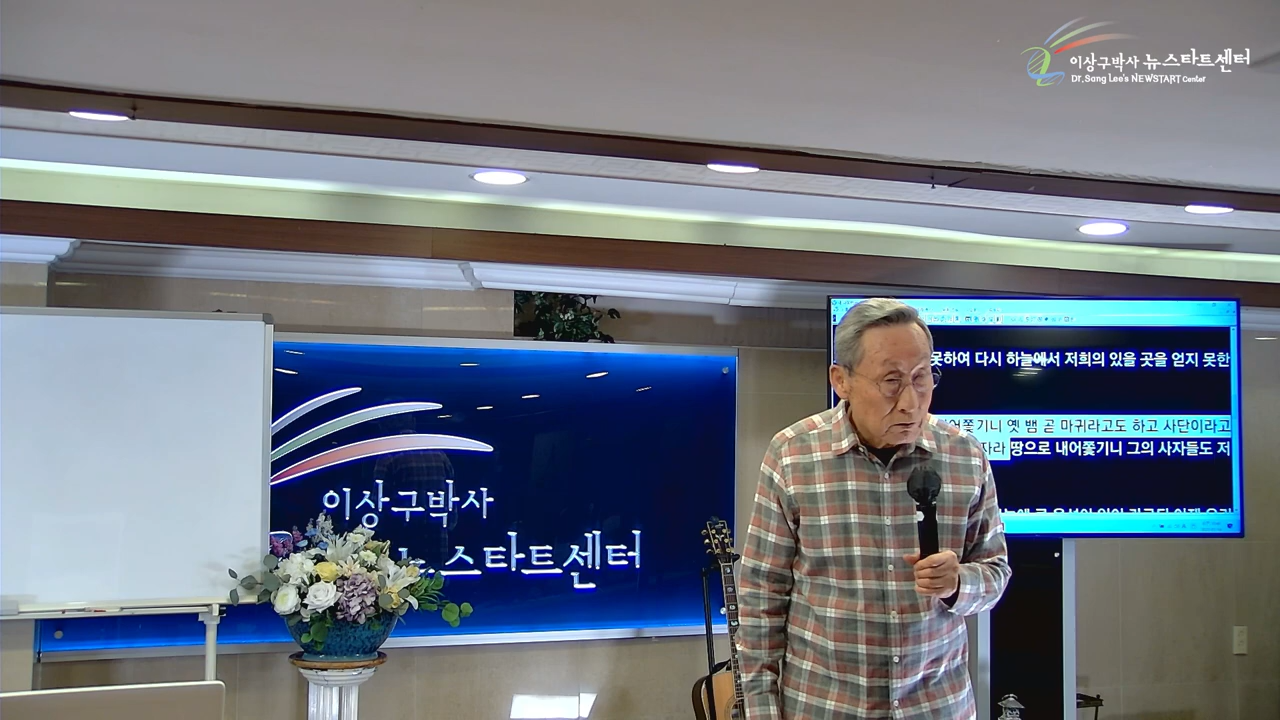 이상구박사 뉴스타트센터
Dr. Sang Lee's NEWSTART Center
못하여 다시 하늘에서 저희의 있을 곳을 얻지 못한
내어쫓기니 옛 뱀 곧 마귀라고도 하고 사단이라고
자라 땅으로 내어쫓기니 그의 사자들도 저
이상구박사
뉴스타트센터